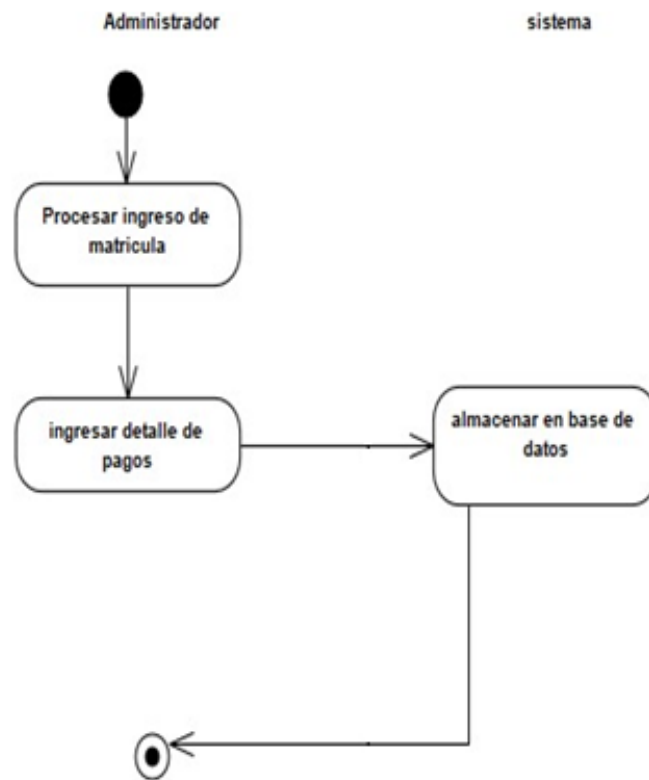 Administrador
sistema
Procesar ingreso de
matricula
ingresar detalle de
pagos
almacenar en base de
datos